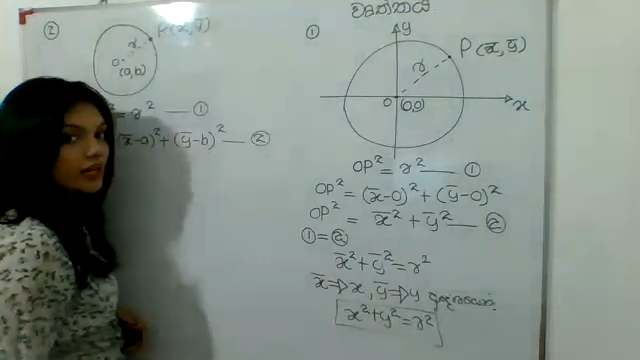 වෘත්තය
②
P(x̄, ȳ)
r
O
(a,b)
= r² —— ①
(x̄-a)² + (ȳ-b)² —— ②
①
y
P(x̄, ȳ)
r
O (0,0)
x
OP² = r² —— ①
OP² = (x̄-0)² + (ȳ-0)²
OP² = x̄² + ȳ² —— ②
① = ②
x̄² + ȳ² = r²
x̄ ⇒ x, ȳ ⇒ y
x² + y² = r²